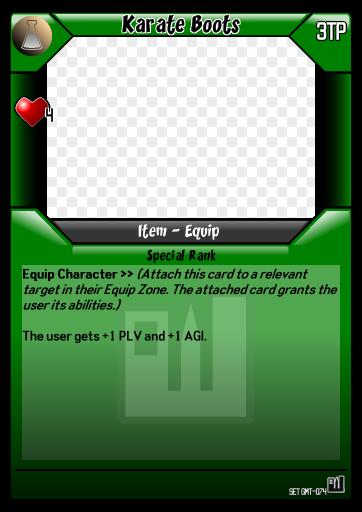 Karate Boots
3TP
4
Item - Equip
Special Rank
Equip Character >> (Attach this card to a relevant
target in their Equip Zone. The attached card grants the
user its abilities.)
The user gets +1 PLV and +1 AGI.
SET GMT-074